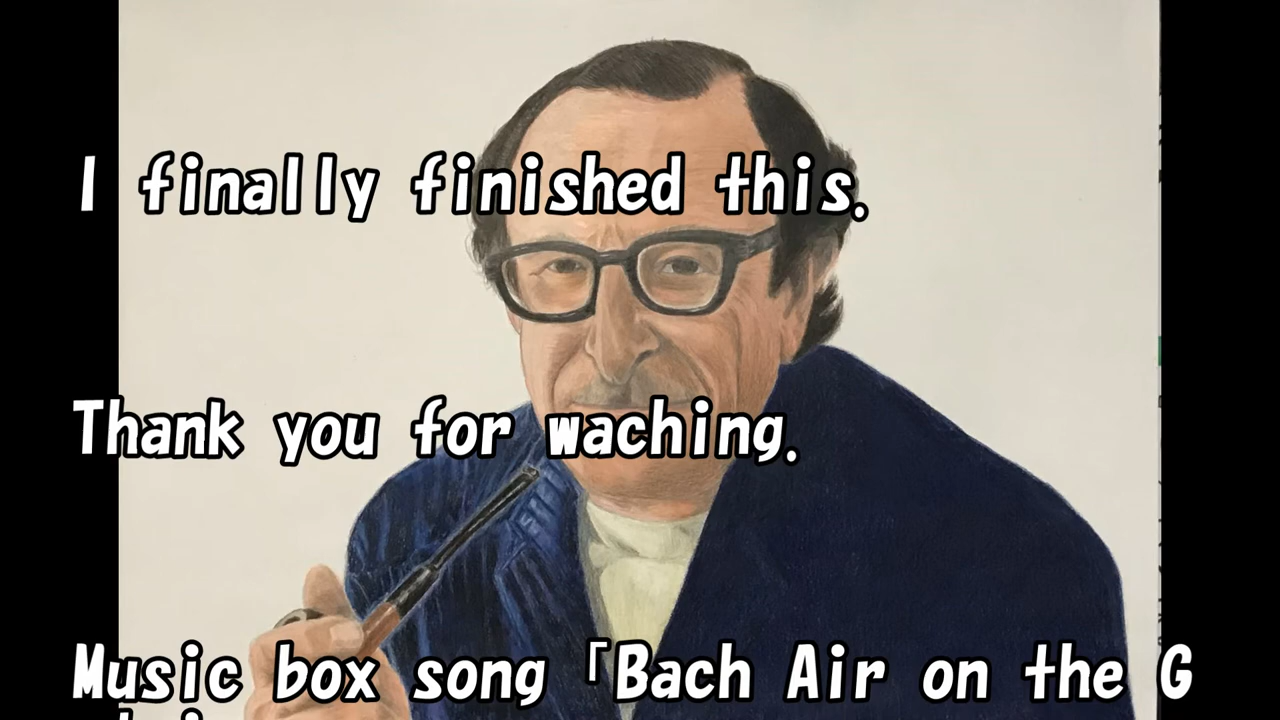 I finally finished this.
Thank you for waching.
Music box song「Bach Air on the G